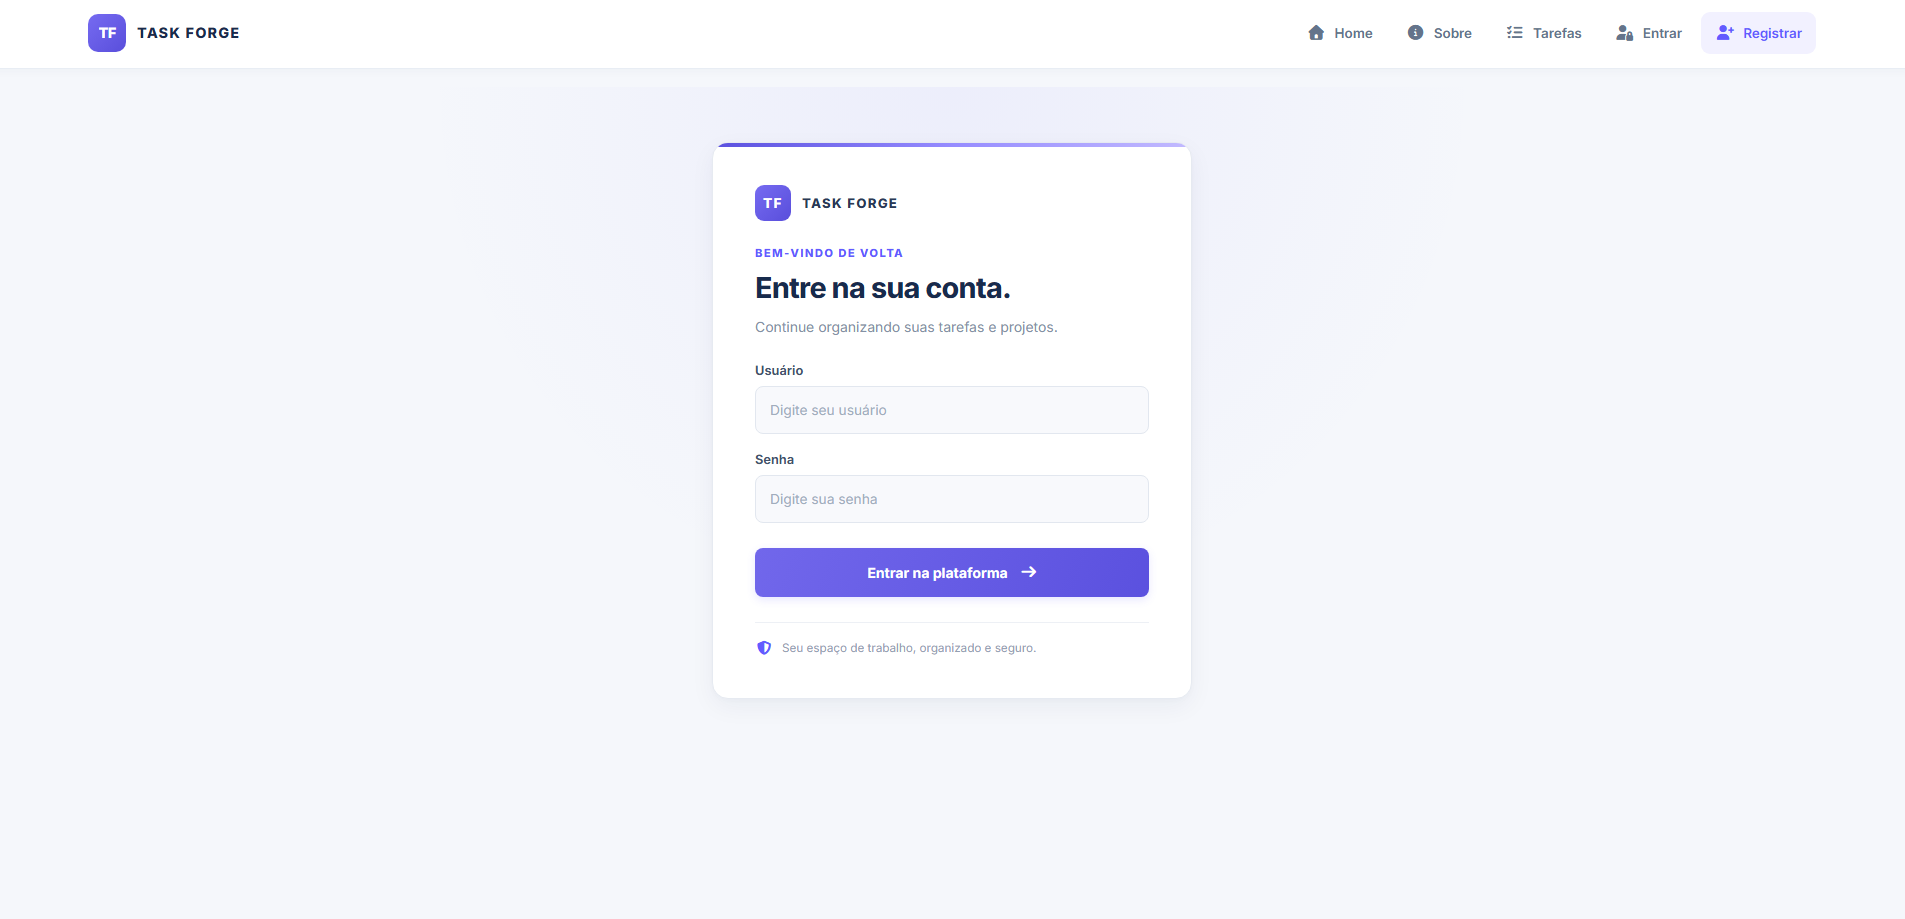 TF TASK FORGE Home Sobre Tarefas Entrar Registrar
TF TASK FORGE
BEM-VINDO DE VOLTA
Entre na sua conta.
Continue organizando suas tarefas e projetos.
Usuário
Digite seu usuário
Senha
Digite sua senha
Entrar na plataforma
Seu espaço de trabalho, organizado e seguro.